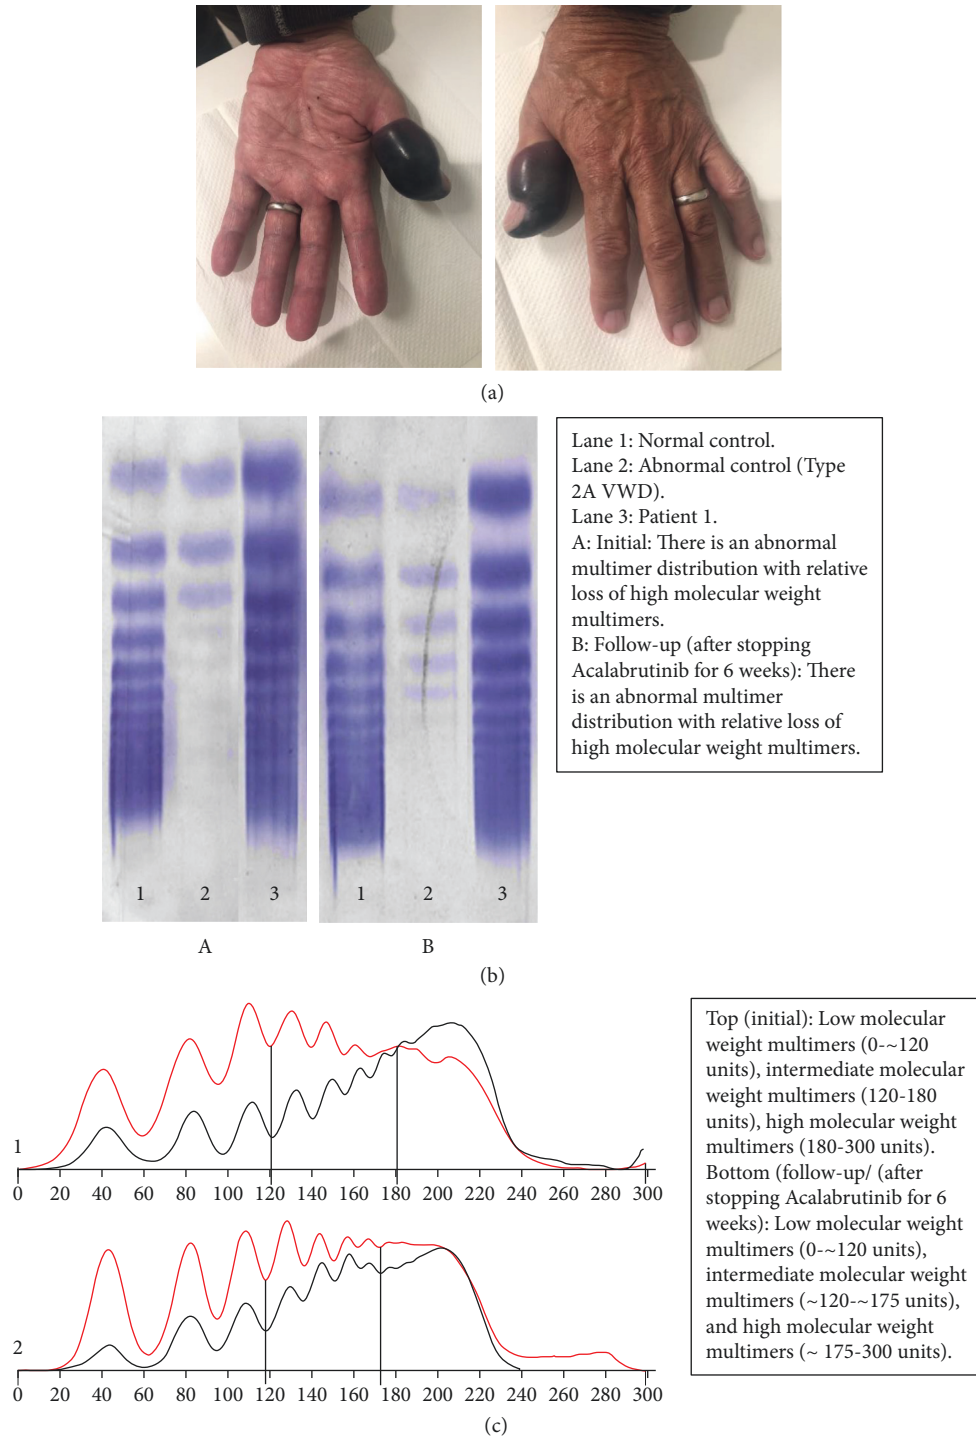 (a)
Lane 1: Normal control.
Lane 2: Abnormal control (Type
2A VWD).
Lane 3: Patient 1.
A: Initial: There is an abnormal
multimer distribution with relative
loss of high molecular weight
multimers.
B: Follow-up (after stopping
Acalabrutinib for 6 weeks): There
is an abnormal multimer
distribution with relative loss of
high molecular weight multimers.
1 2 3
1 2 3
A
B
(b)
1
0 20 40 60 80 100 120 140 160 180 200 220 240 260 280 300
2
0 20 40 60 80 100 120 140 160 180 200 220 240 260 280 300
Top (initial): Low molecular
weight multimers (0-~120
units), intermediate molecular
weight multimers (120-180
units), high molecular weight
multimers (180-300 units).
Bottom (follow-up/ (after
stopping Acalabrutinib for 6
weeks): Low molecular weight
multimers (0-~120 units),
intermediate molecular weight
multimers (~120-~175 units),
and high molecular weight
multimers (~ 175-300 units).
(c)